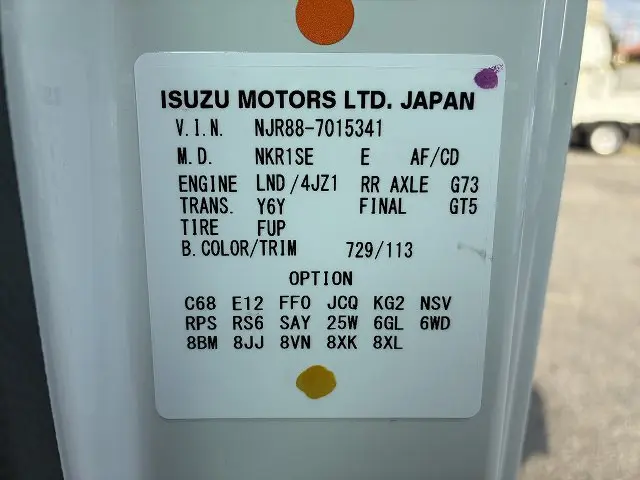 ISUZU MOTORS LTD. JAPAN
V.I.N. NJR88-7015341
M.D. NKR1SE E AF/CD
ENGINE LND/4JZ1 RR AXLE G73
TRANS. Y6Y FINAL GT5
TIRE FUP
B.COLOR/TRIM 729/113
OPTION
C68 E12 FF0 JCQ KG2 NSV
RPS RS6 SAY 25W 6GL 6WD
8BM 8JJ 8VN 8XK 8XL